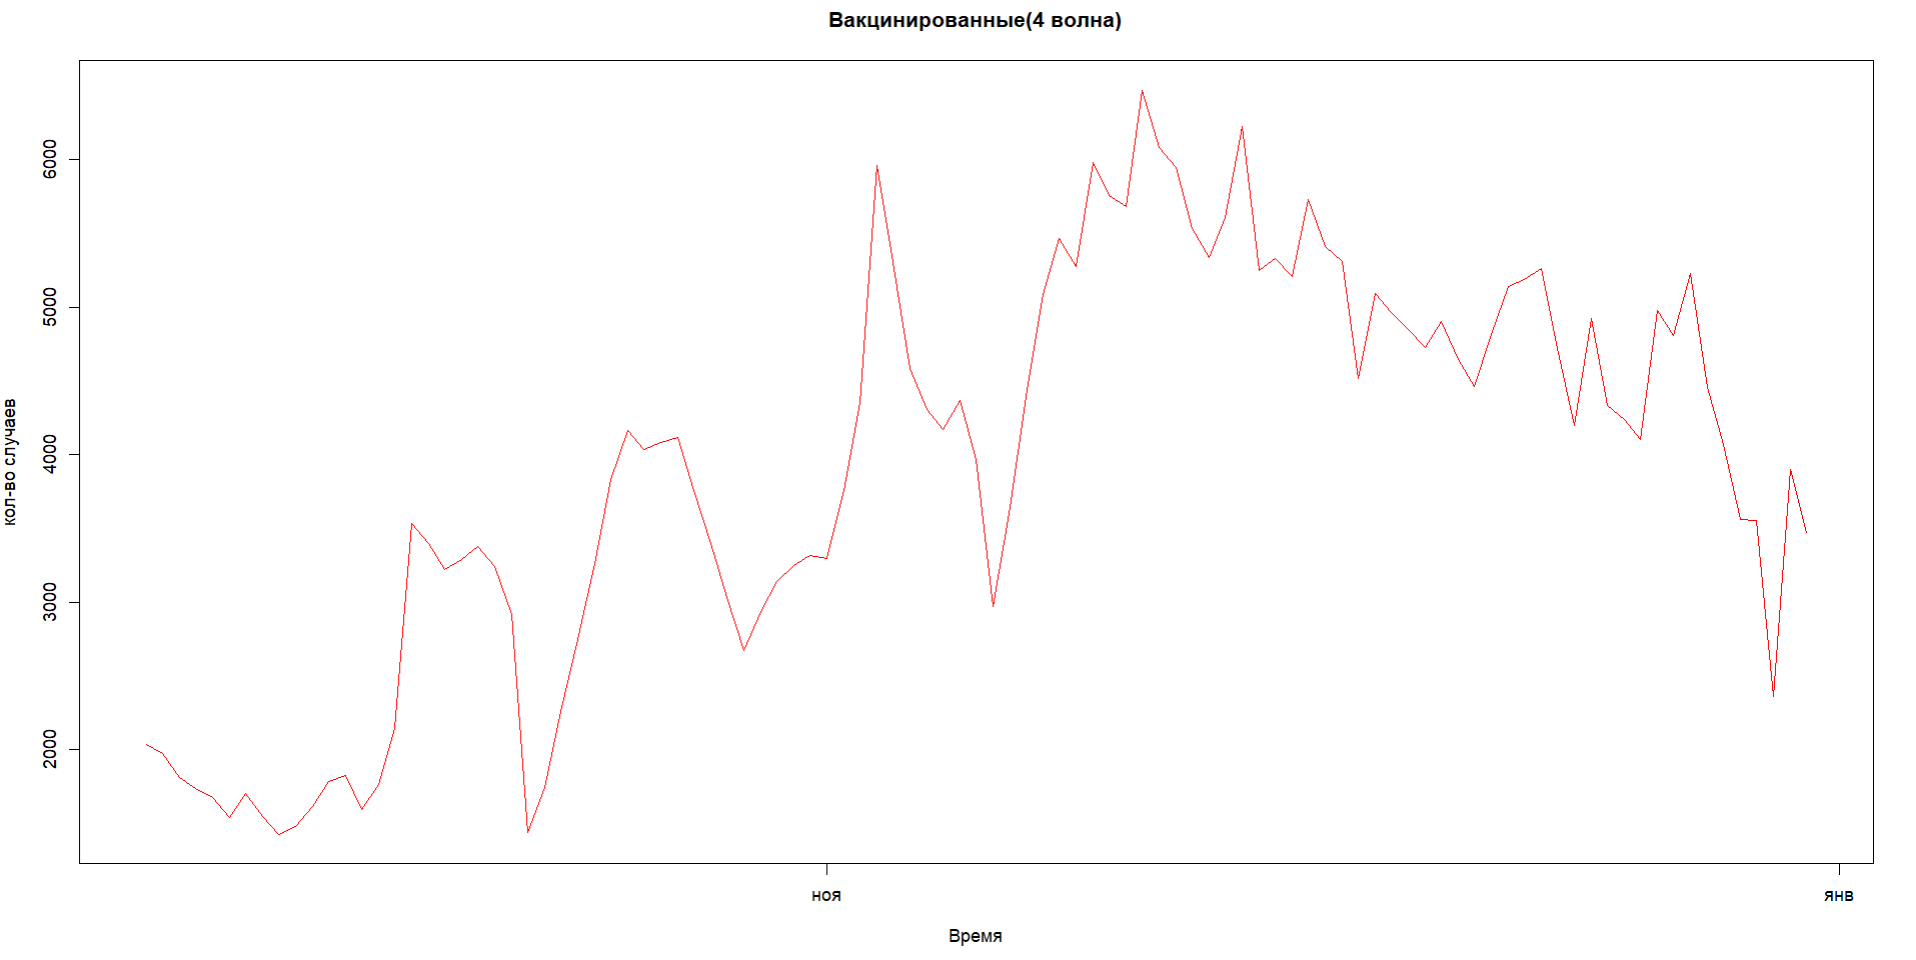 Вакцинированные(4 волна)
кол-во случаев
6000
5000
4000
3000
2000
ноя
янв
Время